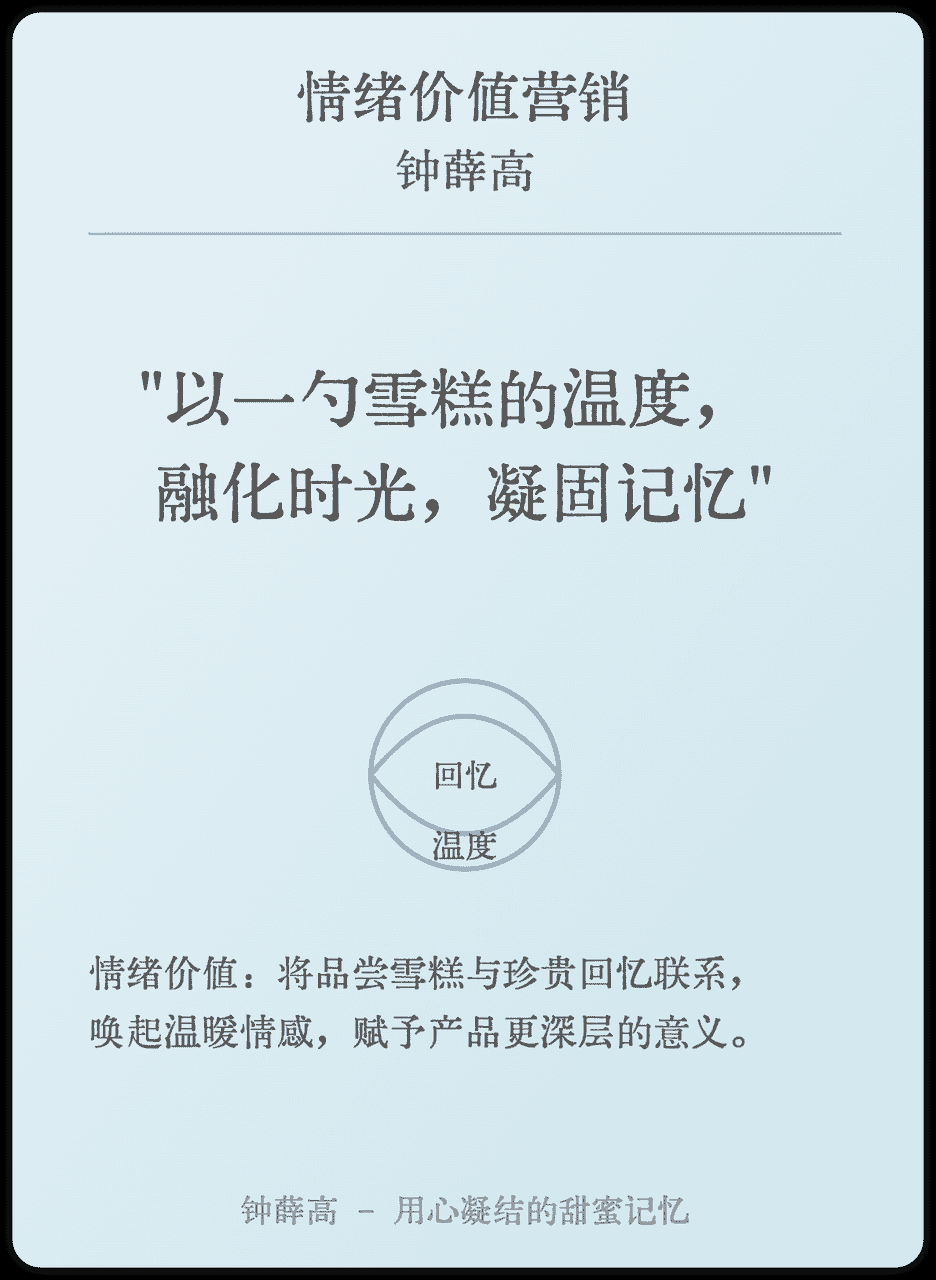 情绪价值营销
钟薛高
"以一勺雪糕的温度，
融化时光，凝固记忆"
回忆
温度
情绪价值：将品尝雪糕与珍贵回忆联系，
唤起温暖情感，赋予产品更深层的意义。
钟薛高 - 用心凝结的甜蜜记忆